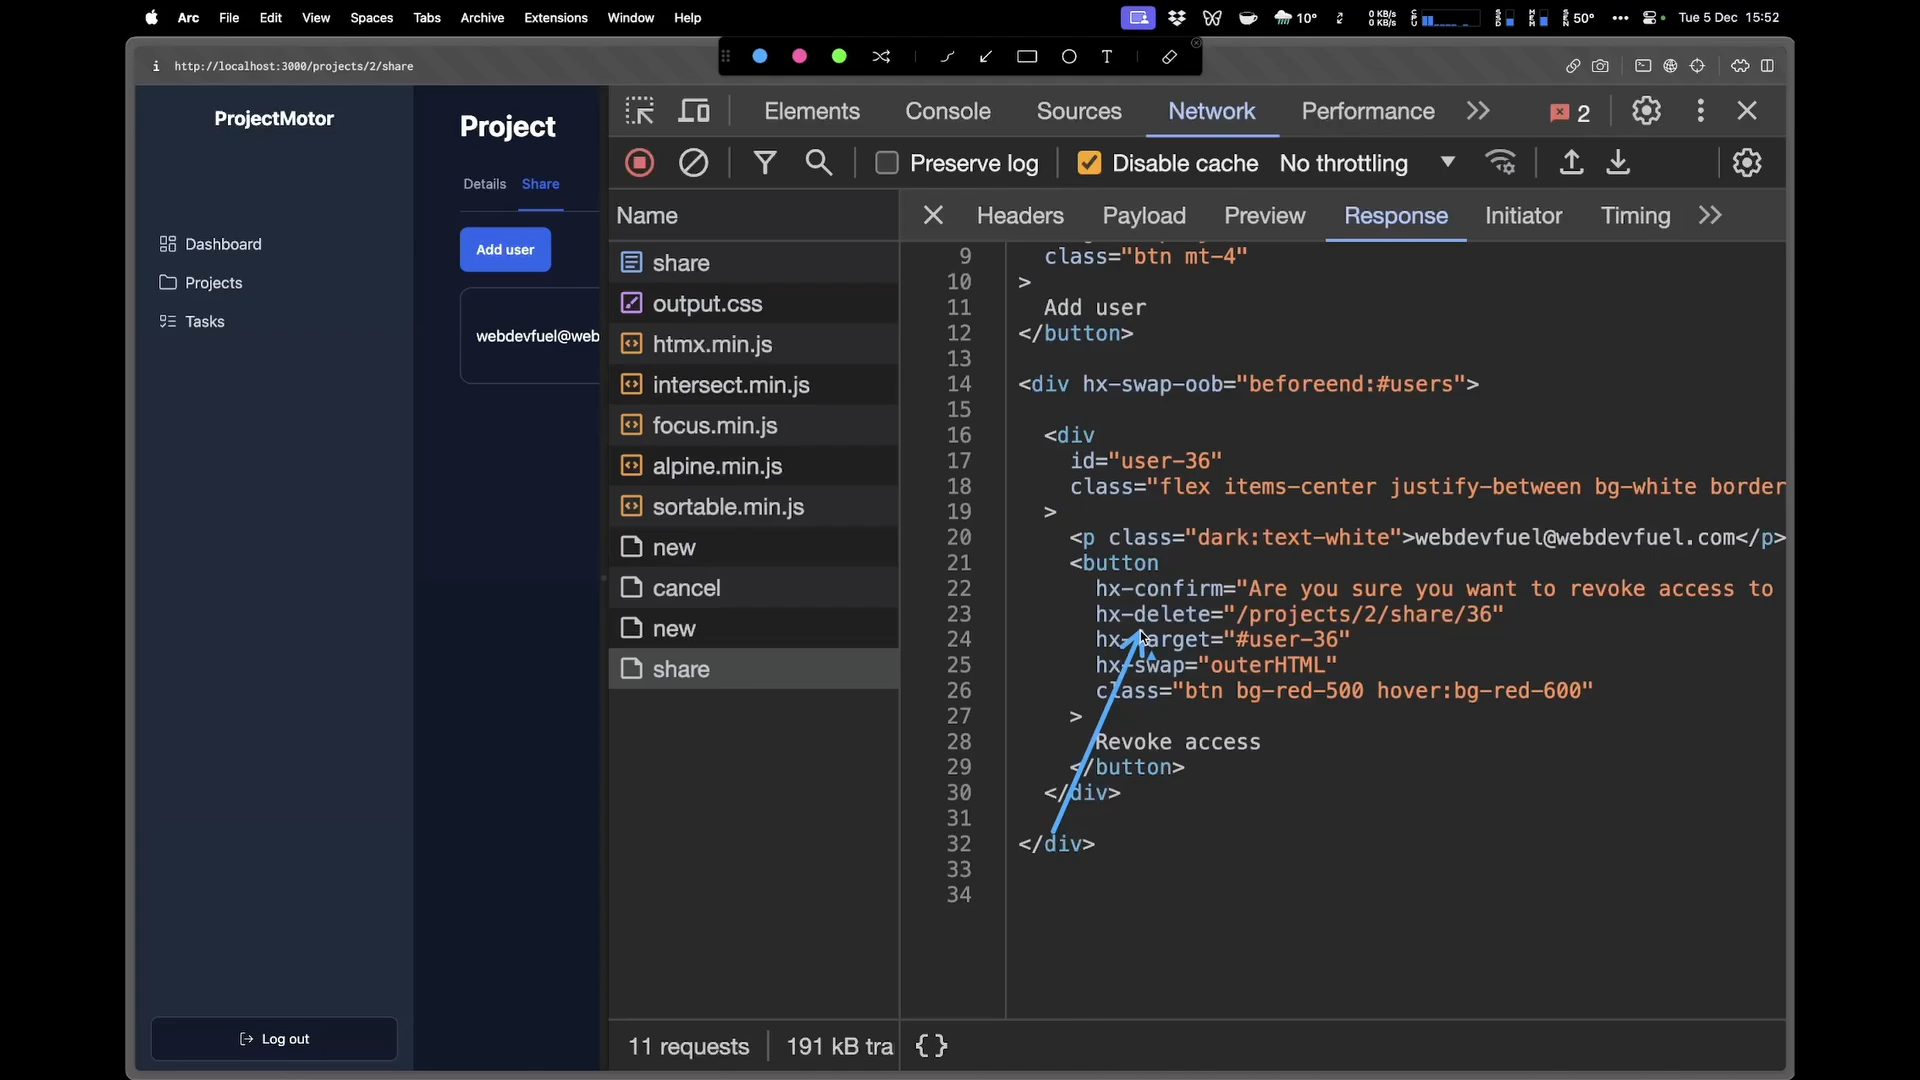 Arc File Edit View Spaces Tabs Archive Extensions Window Help
10° 0 KB/s 0 KB/s 50° Tue 5 Dec 15:52
http://localhost:3000/projects/2/share
ProjectMotor
Dashboard
Projects
Tasks
Log out
Project
Details Share
Add user
webdevfuel@web
Elements Console Sources Network Performance 2
Preserve log Disable cache No throttling
Name
share
output.css
htmx.min.js
intersect.min.js
focus.min.js
alpine.min.js
sortable.min.js
new
cancel
new
share
11 requests 191 kB tra
Headers Payload Preview Response Initiator Timing
9 class="btn mt-4"
10 >
11 Add user
12 </button>
13
14 <div hx-swap-oob="beforeend:#users">
15
16 <div
17 id="user-36"
18 class="flex items-center justify-between bg-white border
19 >
20 <p class="dark:text-white">webdevfuel@webdevfuel.com</p>
21 <button
22 hx-confirm="Are you sure you want to revoke access to
23 hx-delete="/projects/2/share/36"
24 hx-target="#user-36"
25 hx-swap="outerHTML"
26 class="btn bg-red-500 hover:bg-red-600"
27 >
28 Revoke access
29 </button>
30 </div>
31
32 </div>
33
34
{}